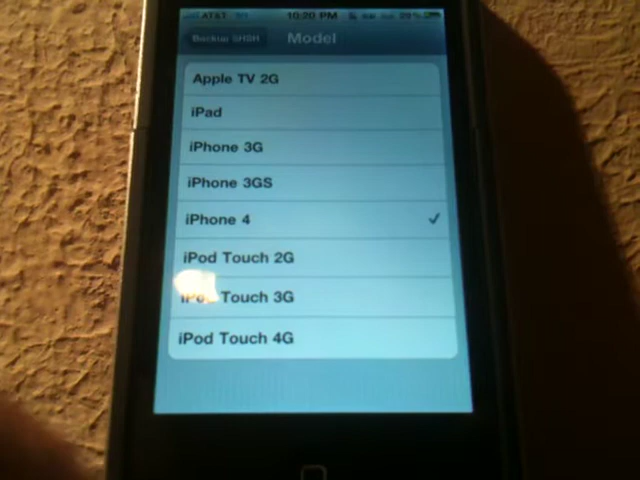 AT&T 10:20 PM
Backup SHSH Model
Apple TV 2G
iPad
iPhone 3G
iPhone 3GS
iPhone 4
iPod Touch 2G
iPod Touch 3G
iPod Touch 4G